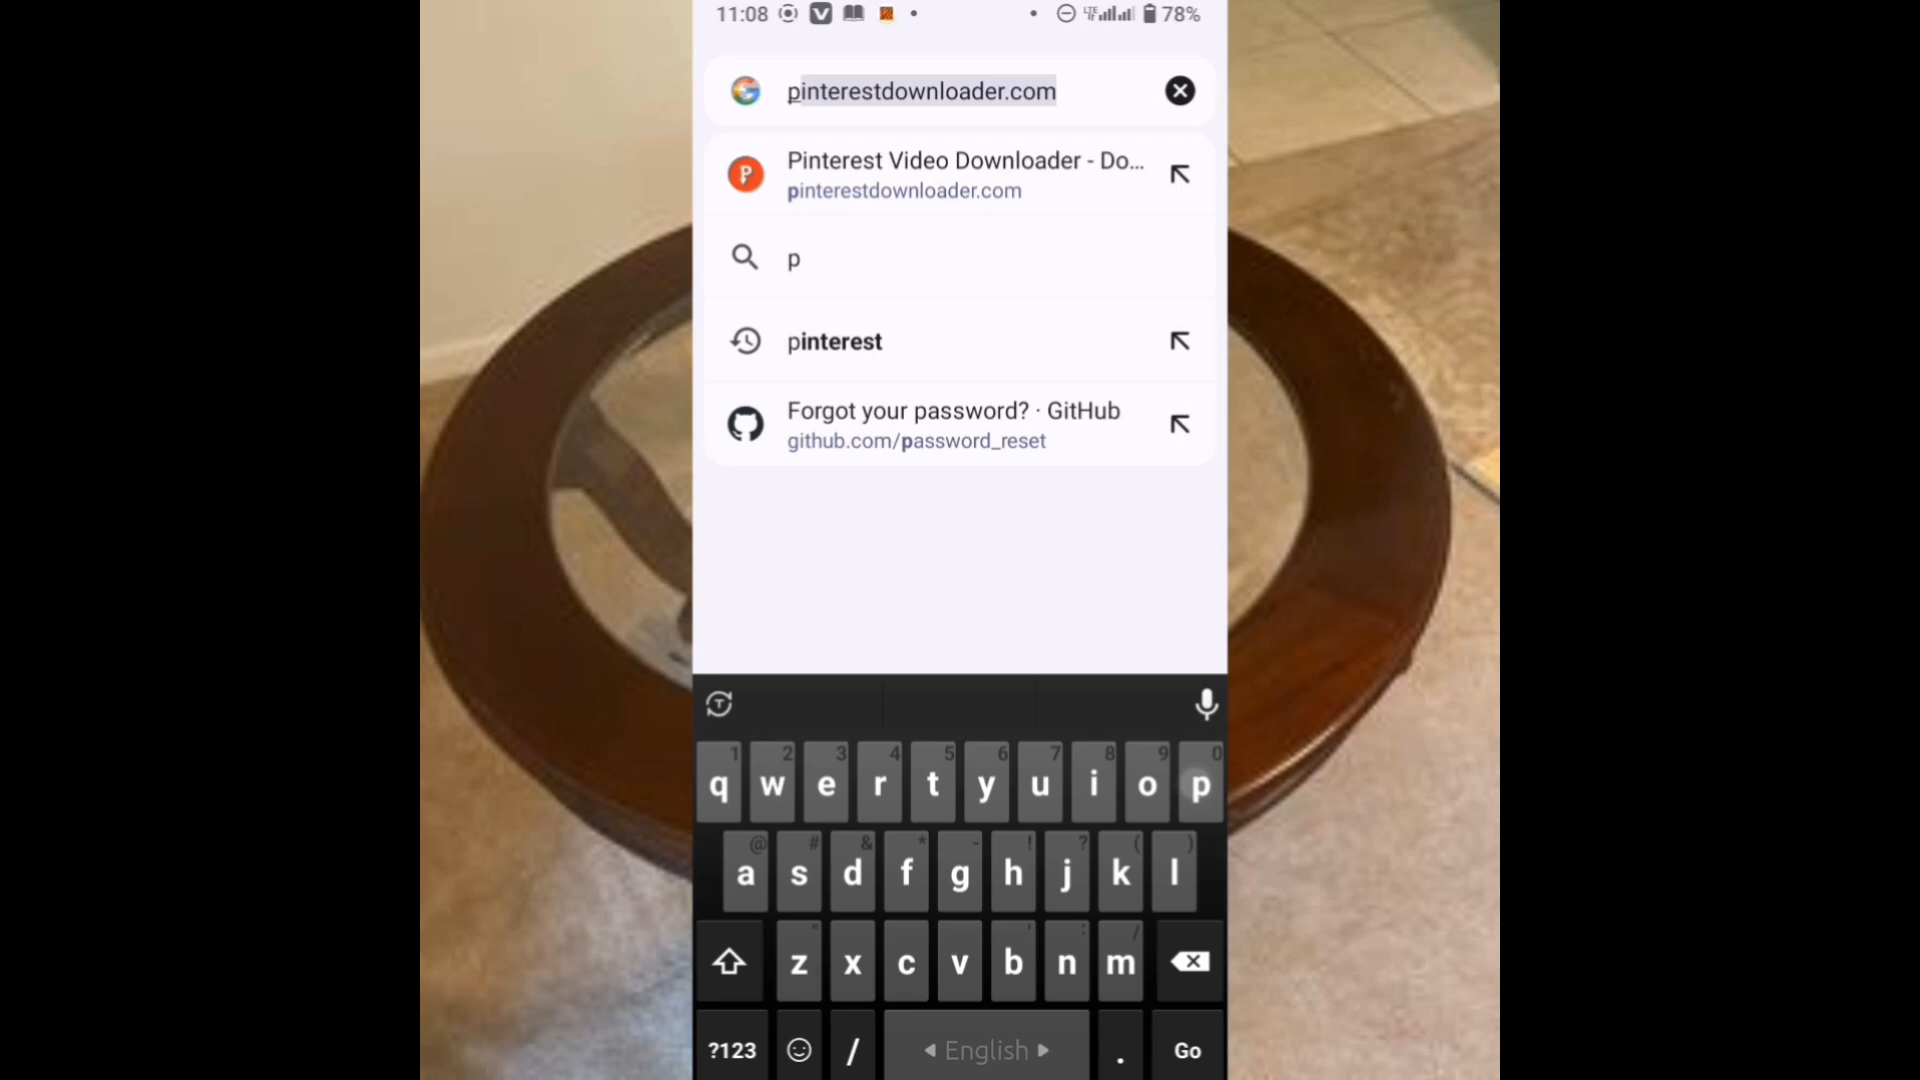 11:08 78%
pinterestdownloader.com
Pinterest Video Downloader - Do...
pinterestdownloader.com
p
pinterest
Forgot your password? · GitHub
github.com/password_reset
1 2 3 4 5 6 7 8 9 0
q w e r t y u i o p
@ # & * - ! ? ( )
a s d f g h j k l
" ' : /
z x c v b n m
?123 / English . Go